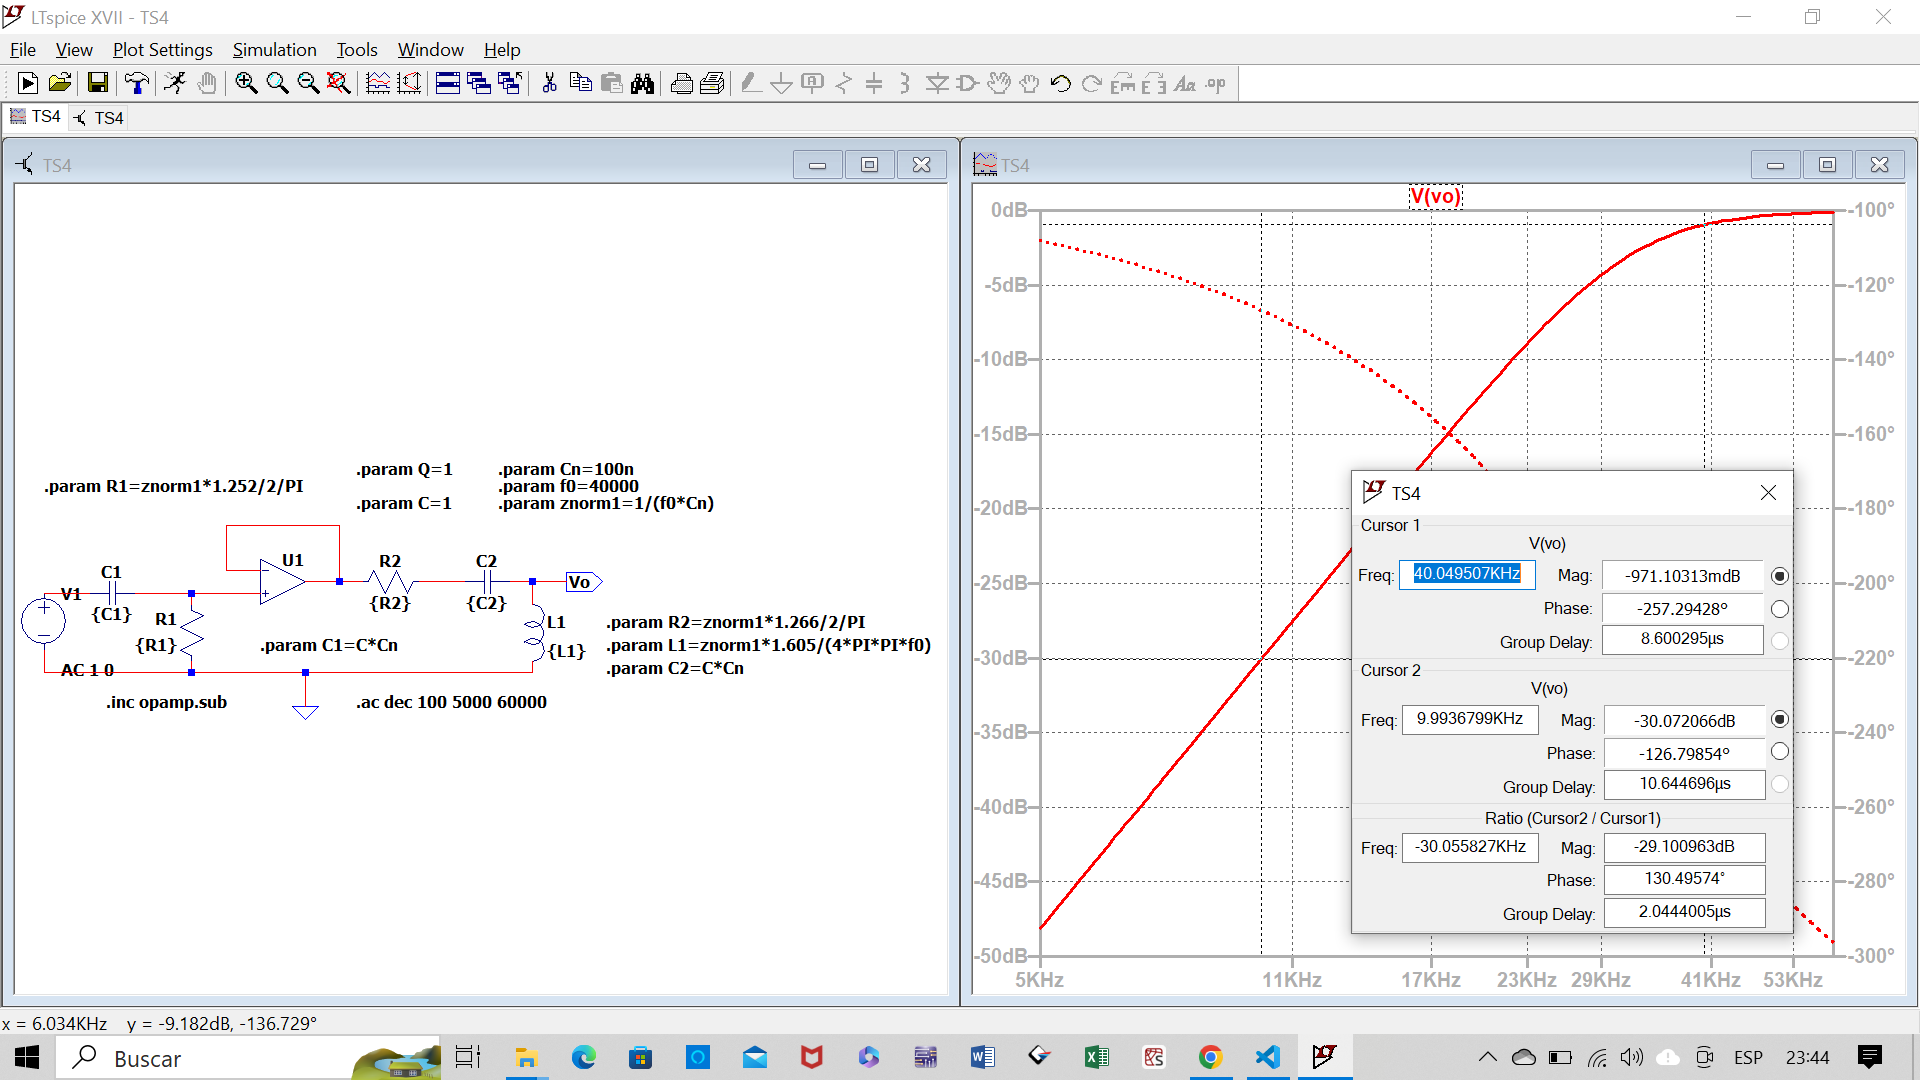 LTspice XVII - TS4
File View Plot Settings Simulation Tools Window Help
TS4 TS4
TS4
.param Q=1 .param Cn=100n
.param R1=znorm1*1.252/2/PI .param f0=40000
.param C=1 .param znorm1=1/(f0*Cn)
U1 R2 C2
C1 Vo
V1 {C1} {R2} {C2}
R1 L1 .param R2=znorm1*1.266/2/PI
{R1} .param C1=C*Cn {L1} .param L1=znorm1*1.605/(4*PI*PI*f0)
AC 1 0 .param C2=C*Cn
.inc opamp.sub .ac dec 100 5000 60000
TS4
V(vo)
0dB -100°
-5dB -120°
-10dB -140°
-15dB -160°
-20dB -180°
-25dB -200°
-30dB -220°
-35dB -240°
-40dB -260°
-45dB -280°
-50dB -300°
5KHz 11KHz 17KHz 23KHz 29KHz 41KHz 53KHz
TS4
Cursor 1
V(vo)
Freq: 40.049507KHz Mag: -971.10313mdB
Phase: -257.29428°
Group Delay: 8.600295µs
Cursor 2
V(vo)
Freq: 9.9936799KHz Mag: -30.072066dB
Phase: -126.79854°
Group Delay: 10.644696µs
Ratio (Cursor2 / Cursor1)
Freq: -30.055827KHz Mag: -29.100963dB
Phase: 130.49574°
Group Delay: 2.0444005µs
x = 6.034KHz y = -9.182dB, -136.729°
Buscar ESP 23:44